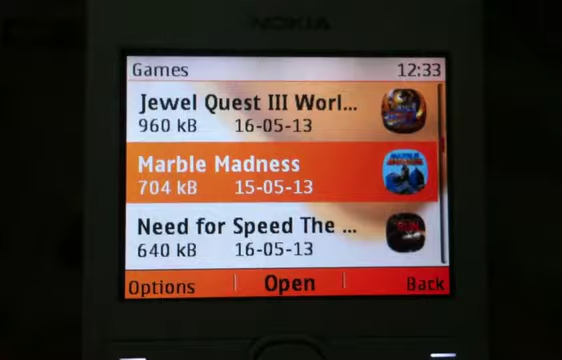 NOKIA
Games 12:33
Jewel Quest III Worl...
960 kB 16-05-13
Marble Madness
704 kB 15-05-13
Need for Speed The ...
640 kB 16-05-13
Options Open Back